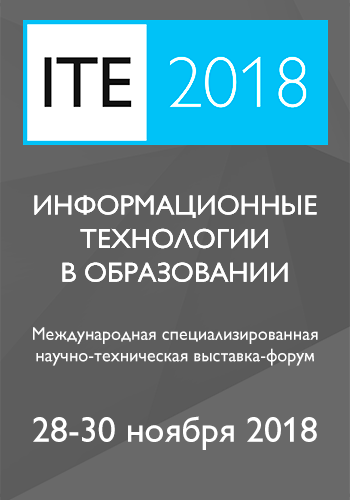 ITE 2018
ИНФОРМАЦИОННЫЕ
ТЕХНОЛОГИИ
В ОБРАЗОВАНИИ
Международная специализированная
научно-техническая выставка-форум
28-30 ноября 2018